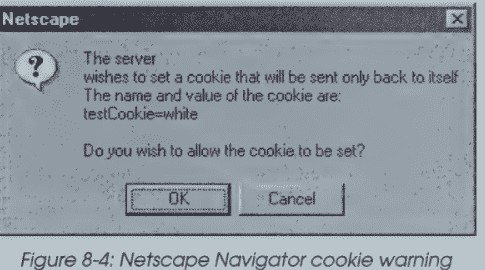 Netscape
The server
wishes to set a cookie that will be sent only back to itself
The name and value of the cookie are:
testCookie=white
Do you wish to allow the cookie to be set?
OK Cancel
Figure 8-4: Netscape Navigator cookie warning